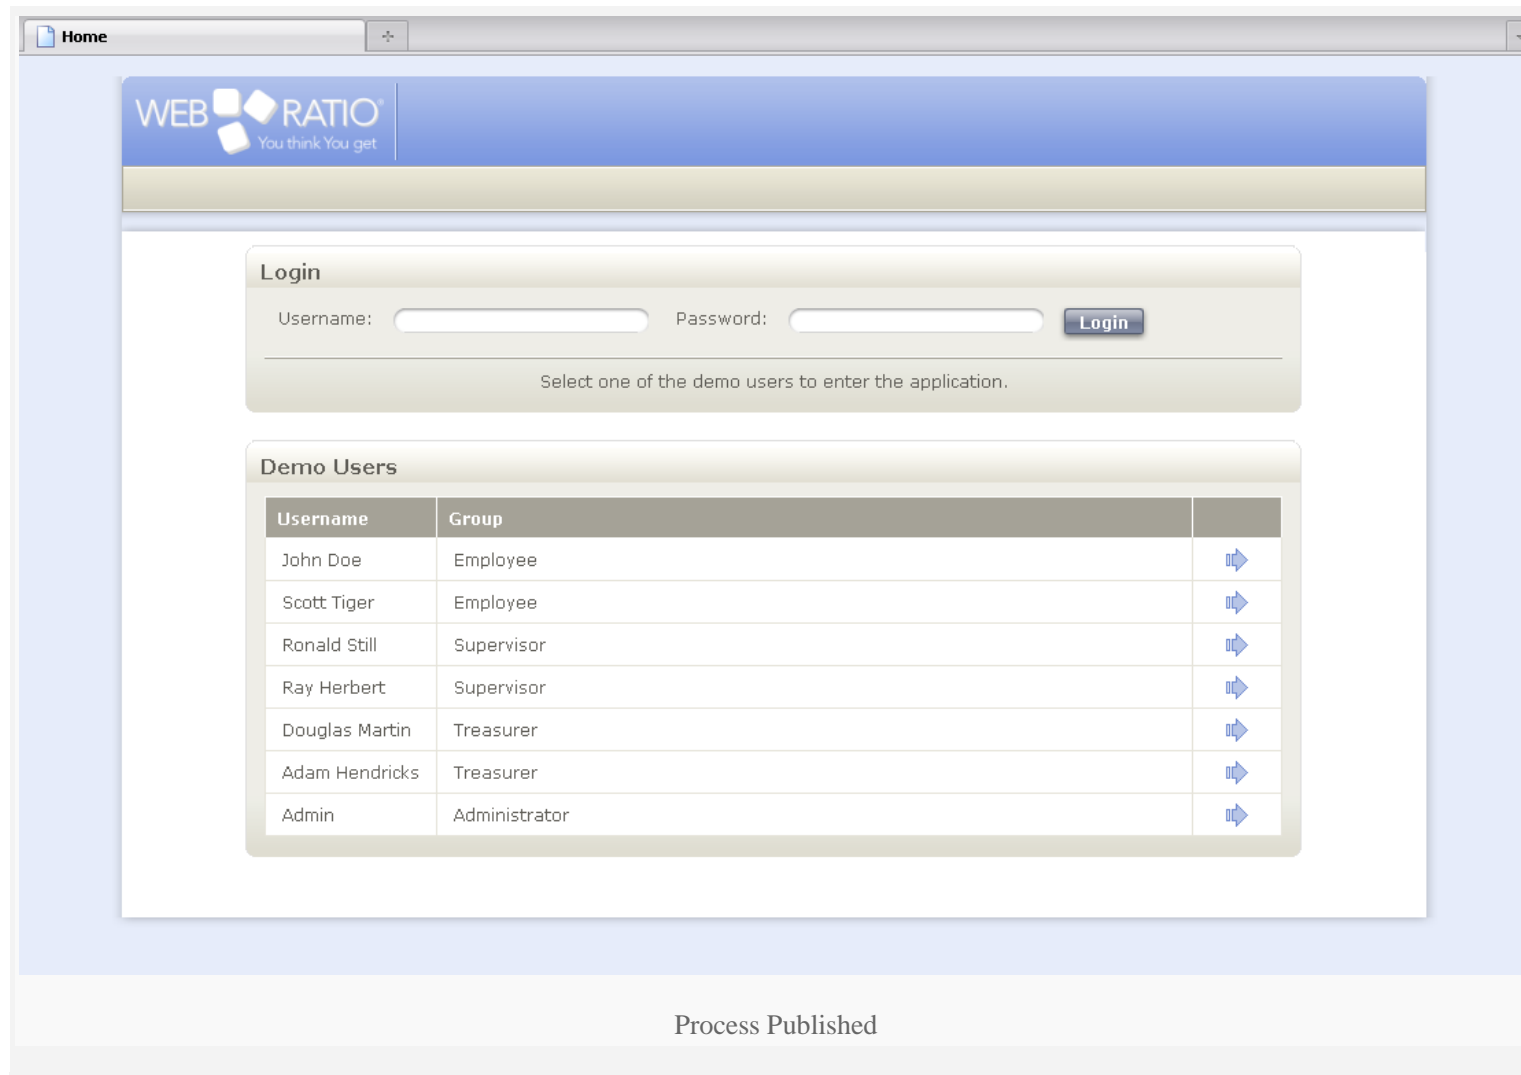 Home
WEB RATIO®
You think You get
Login
Username: Password: Login
Select one of the demo users to enter the application.
Demo Users
Username Group
John Doe Employee
Scott Tiger Employee
Ronald Still Supervisor
Ray Herbert Supervisor
Douglas Martin Treasurer
Adam Hendricks Treasurer
Admin Administrator
Process Published